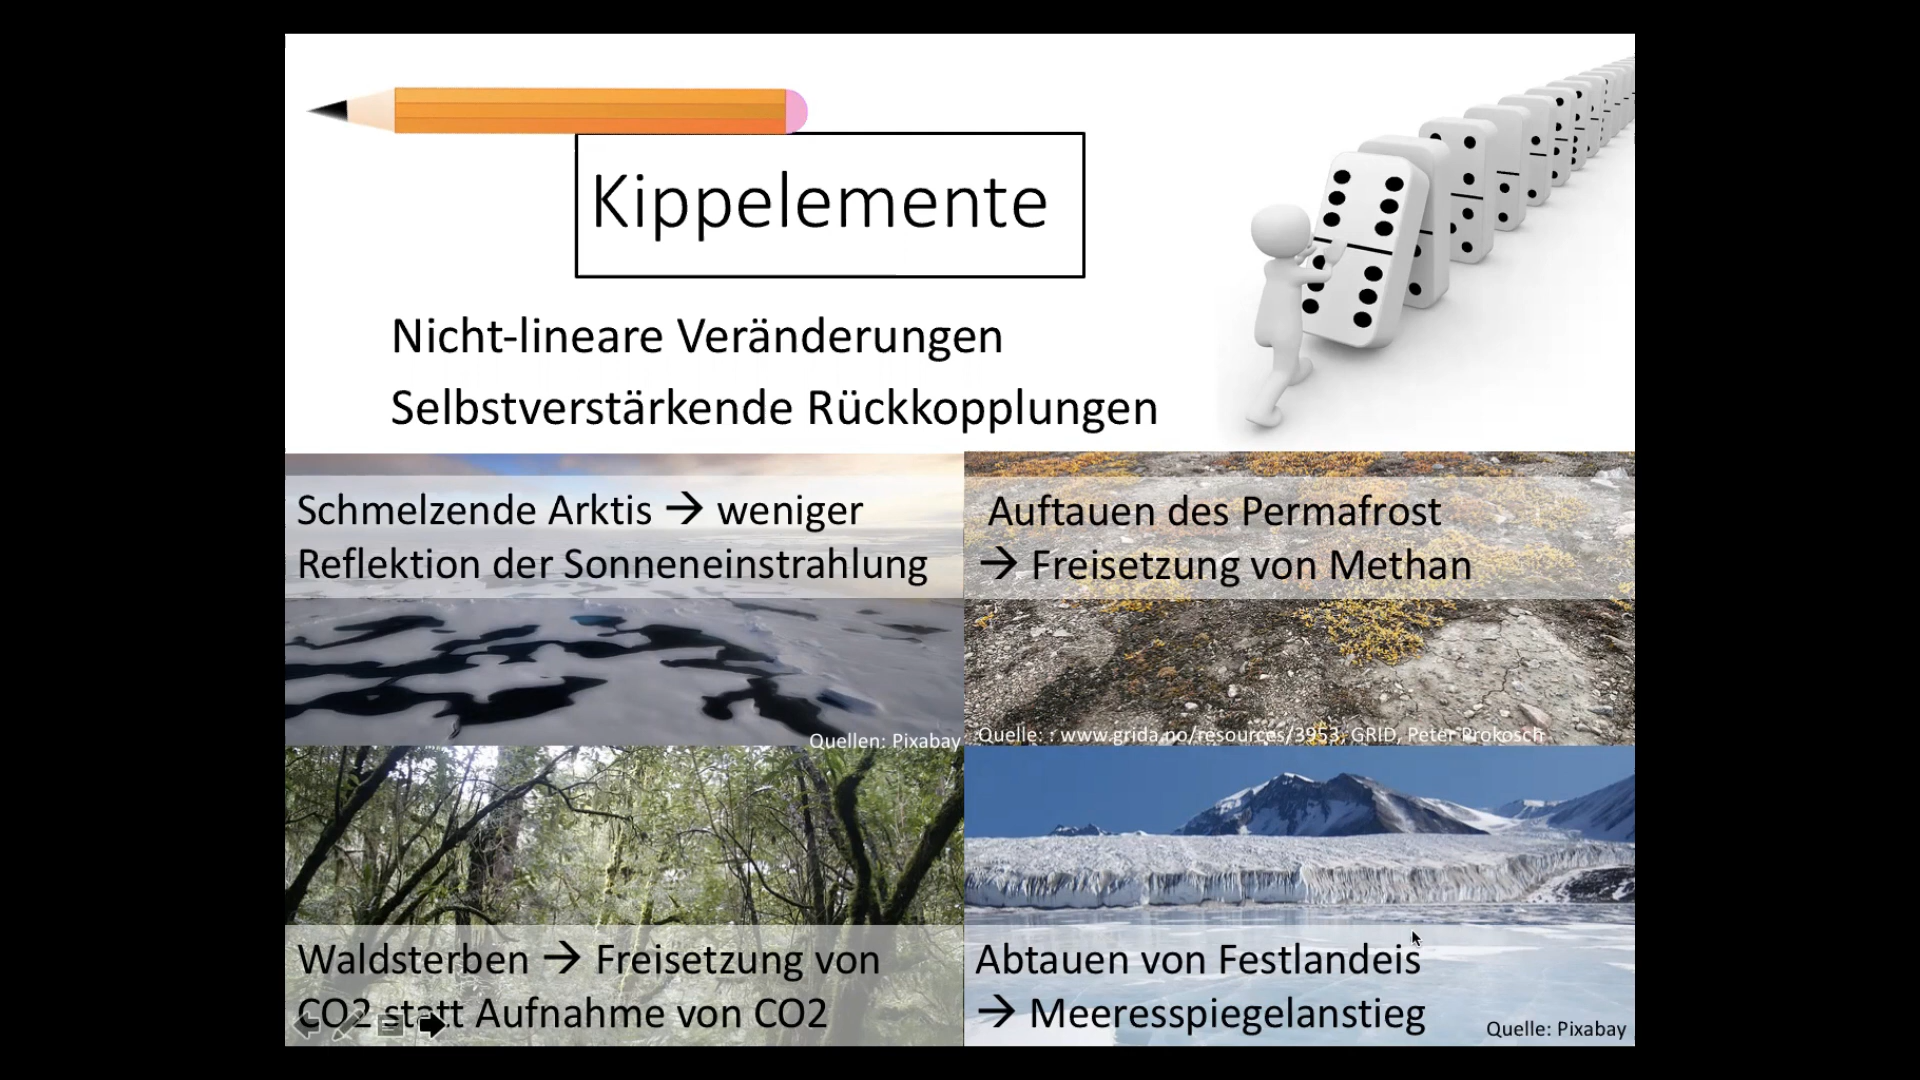 Kippelemente
Nicht-lineare Veränderungen
Selbstverstärkende Rückkopplungen
Schmelzende Arktis → weniger
Reflektion der Sonneneinstrahlung
Quellen: Pixabay
Auftauen des Permafrost
→ Freisetzung von Methan
Quelle: : www.grida.no/resources/3953, GRID, Peter Prokosch
Waldsterben → Freisetzung von
CO2 statt Aufnahme von CO2
Abtauen von Festlandeis
→ Meeresspiegelanstieg
Quelle: Pixabay